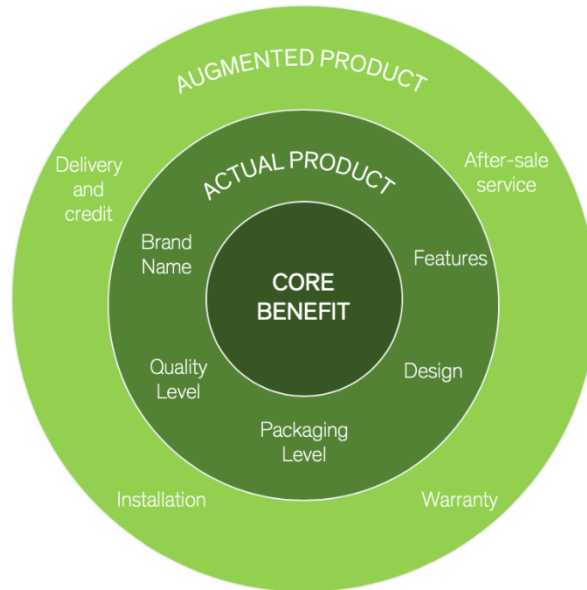 AUGMENTED PRODUCT
Delivery
and
credit
After-sale
service
ACTUAL PRODUCT
Brand
Name
Features
CORE
BENEFIT
Quality
Level
Design
Packaging
Level
Installation
Warranty